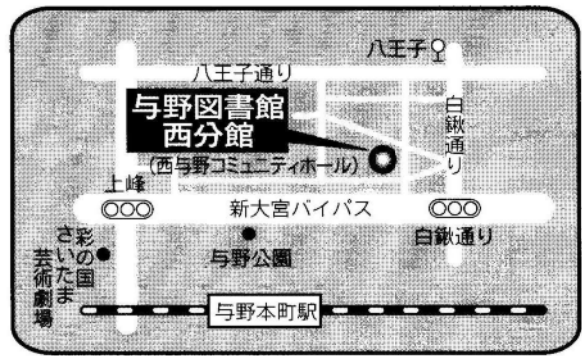 八王子
八王子通り
与野図書館
西分館
(西与野コミュニティホール)
白鍬通り
上峰
新大宮バイパス
白鍬通り
与野公園
彩の国
さいたま
芸術劇場
与野本町駅